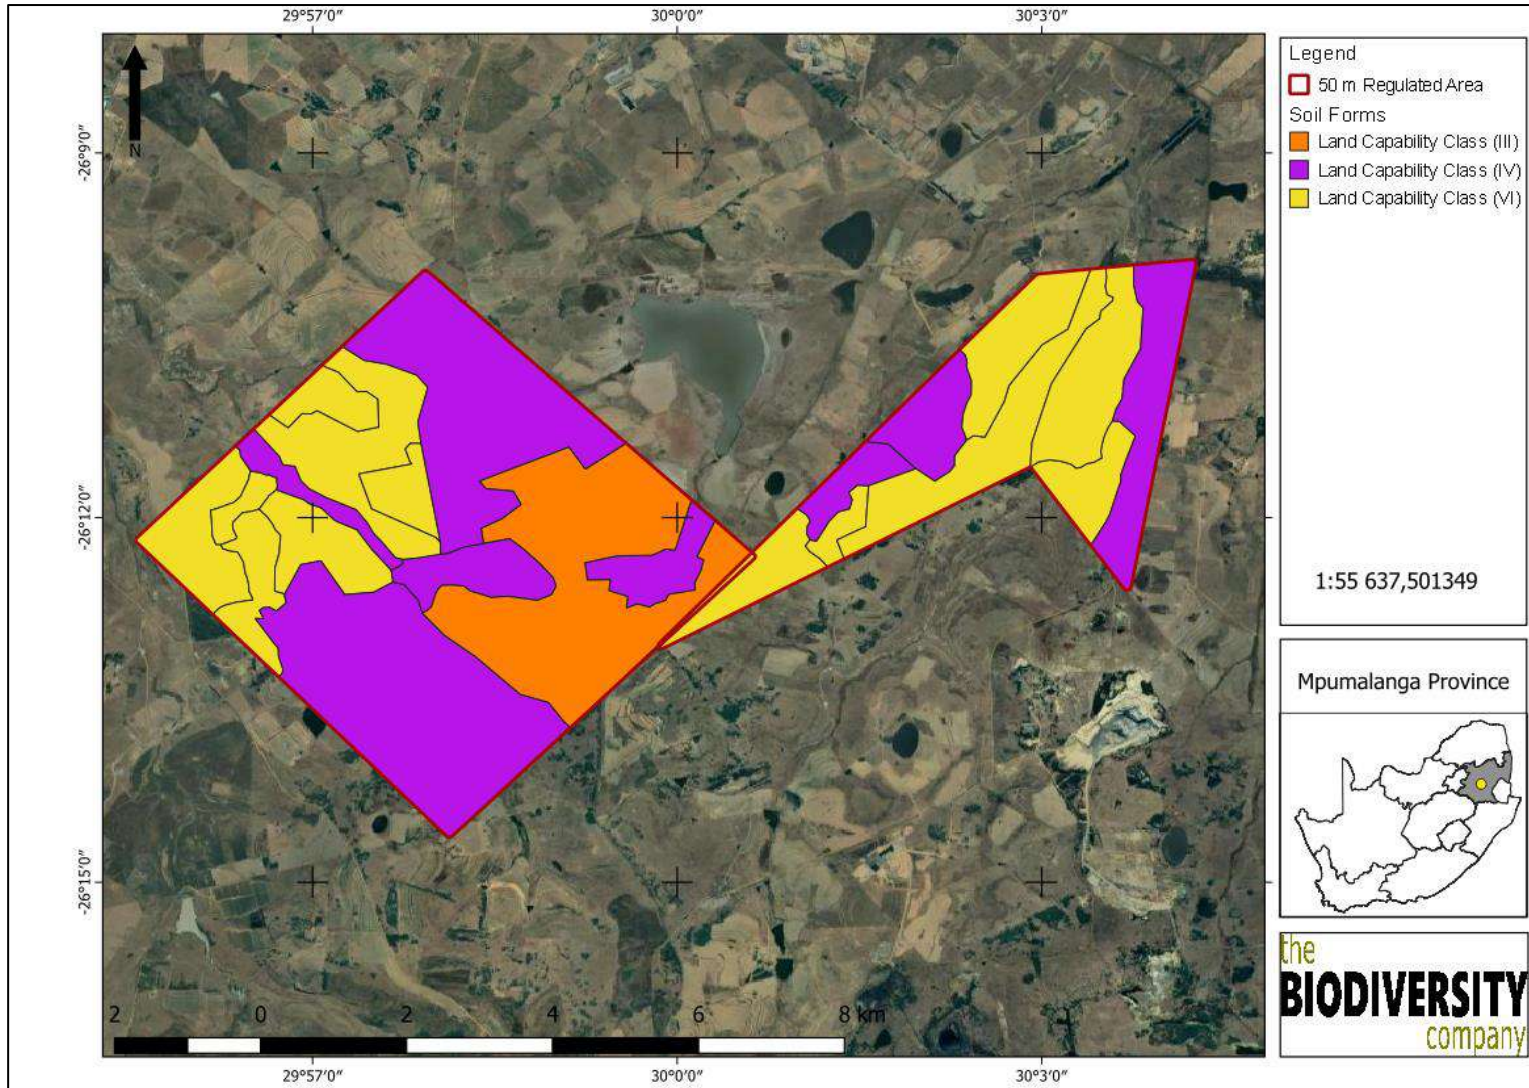 29°57'0" 30°0'0" 30°3'0"
-26°9'0"
-26°12'0"
-26°15'0"
N
2 0 2 4 6 8 km
29°57'0" 30°0'0" 30°3'0"
Legend
50 m Regulated Area
Soil Forms
Land Capability Class (III)
Land Capability Class (IV)
Land Capability Class (VI)
1:55 637,501349
Mpumalanga Province
the
BIODIVERSITY
company